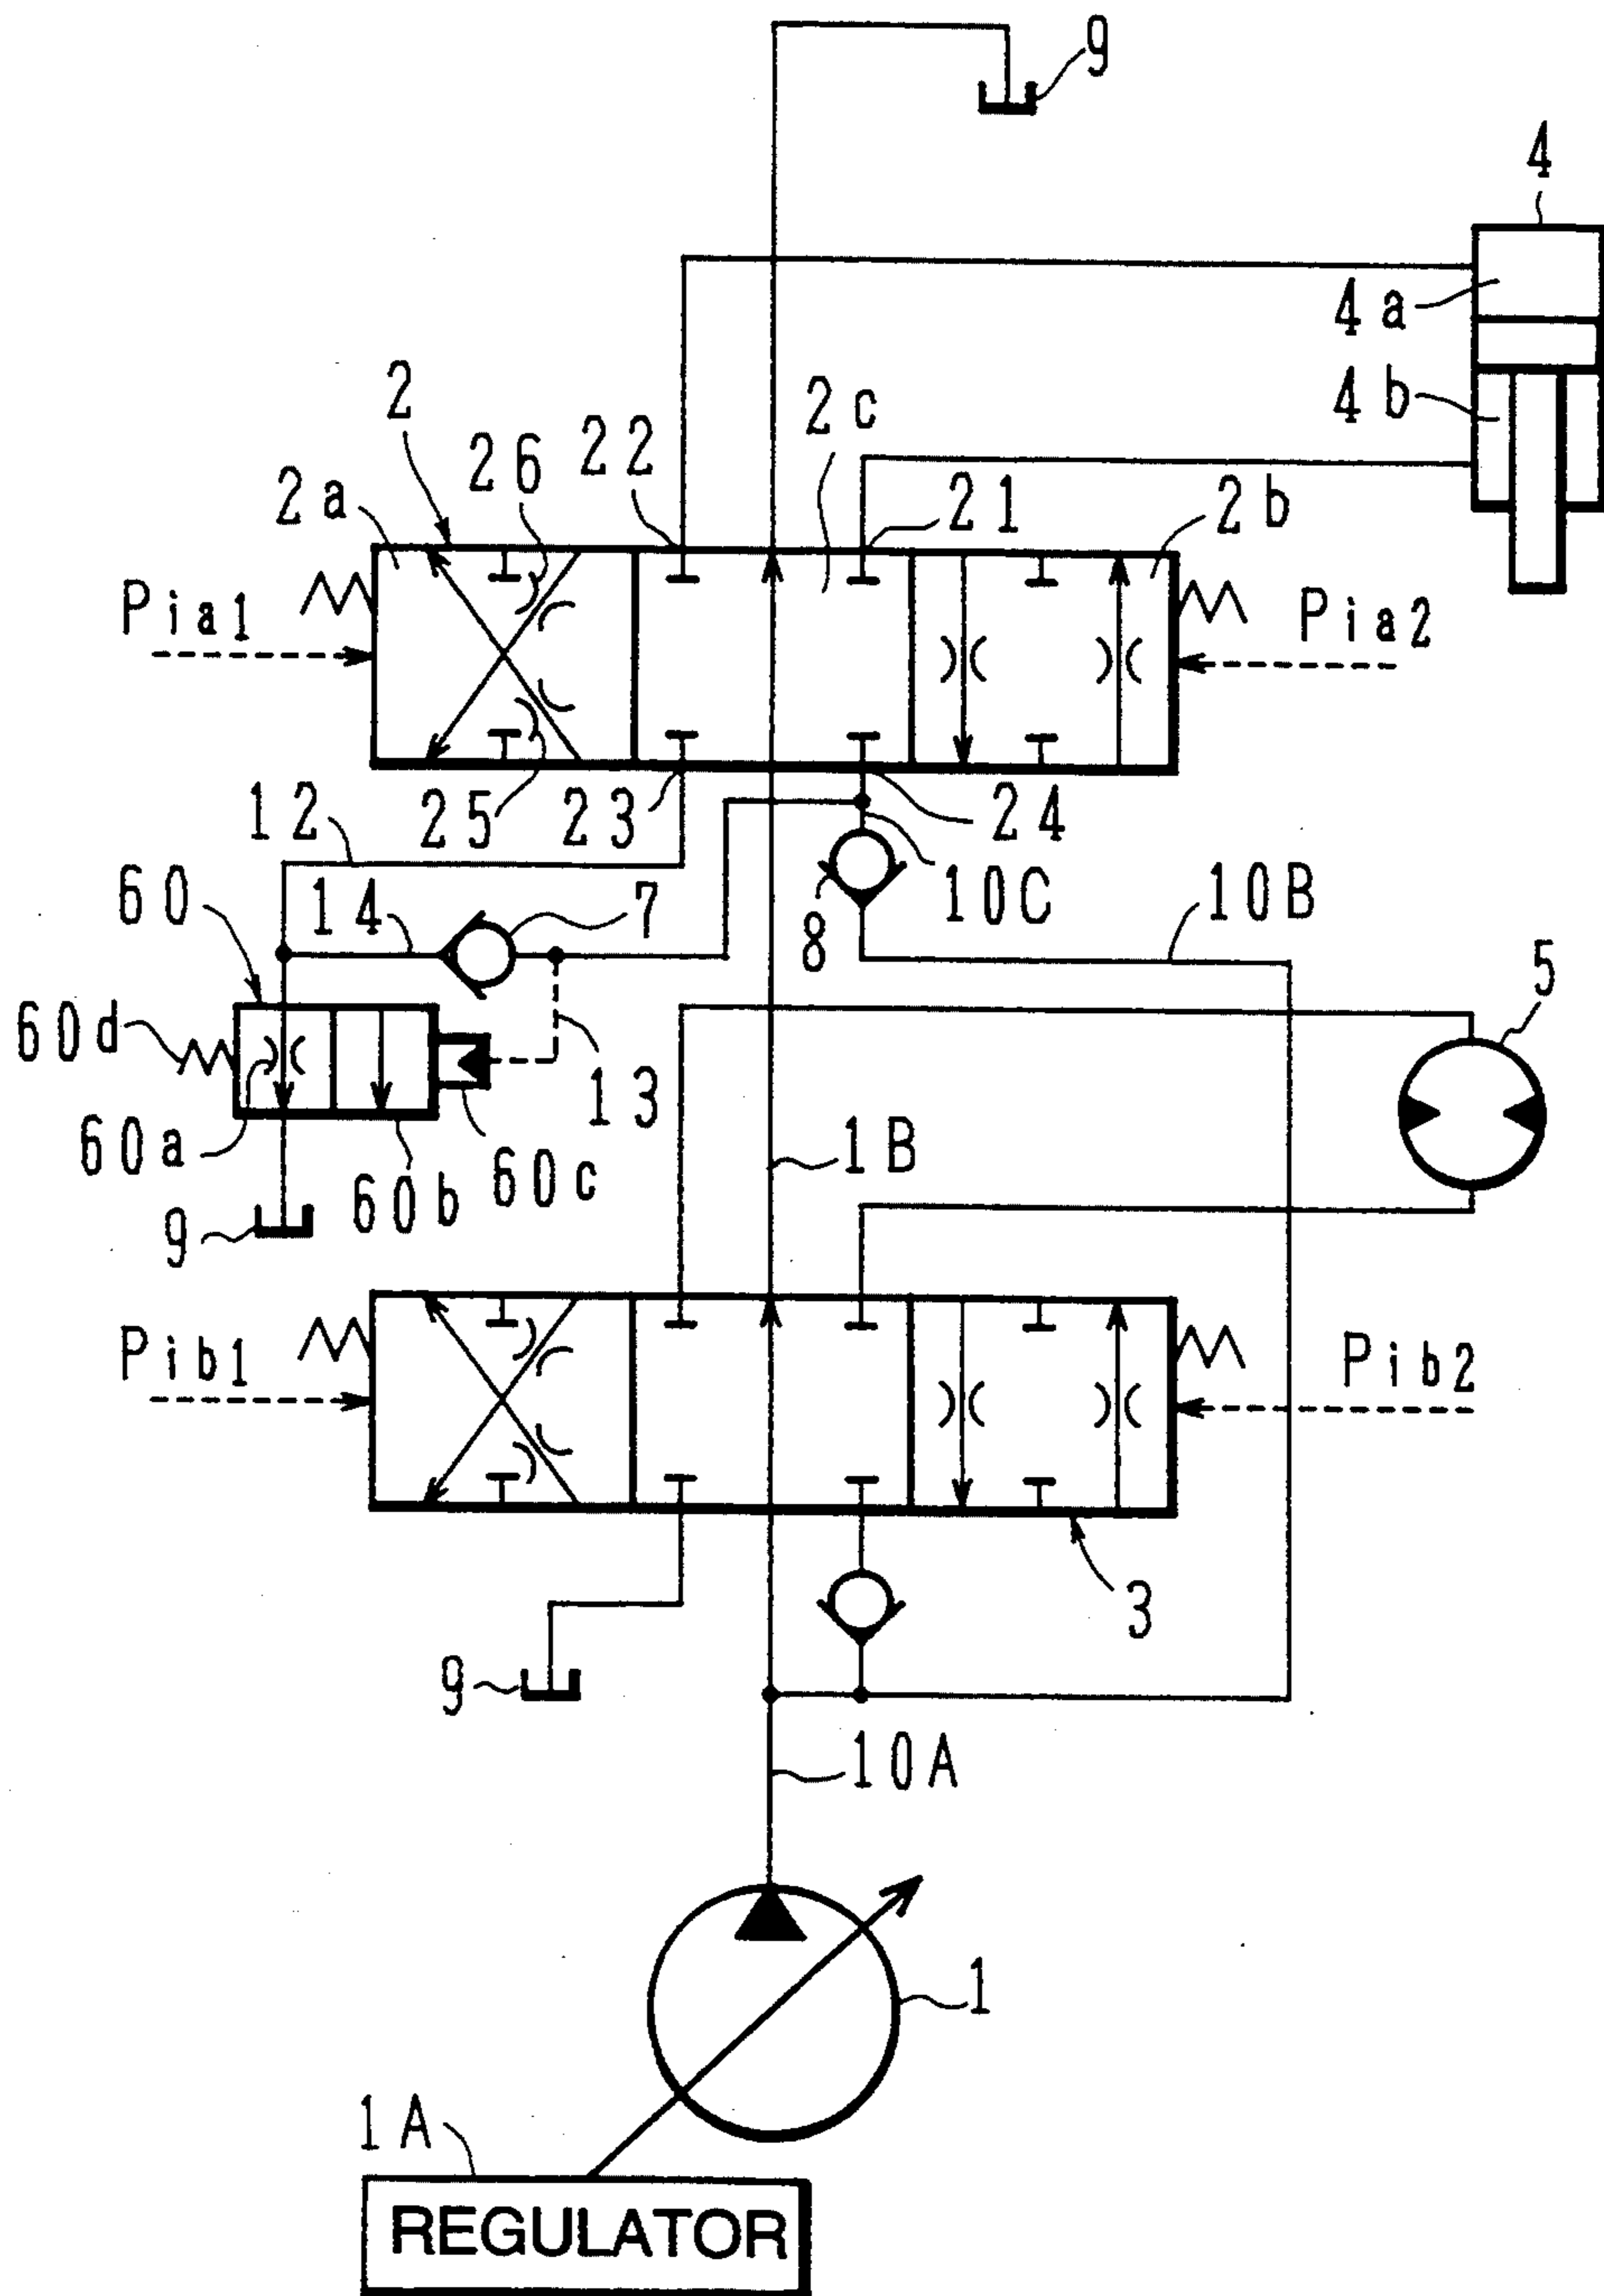 9
4
4a
4b
2
26
22
2c
2a
21
2b
Pia1
Pia2
12
25
23
24
60
14
7
8
10C
10B
5
60d
13
60a
60b
60c
1B
9
Pib1
Pib2
3
9
10A
1
1A
REGULATOR